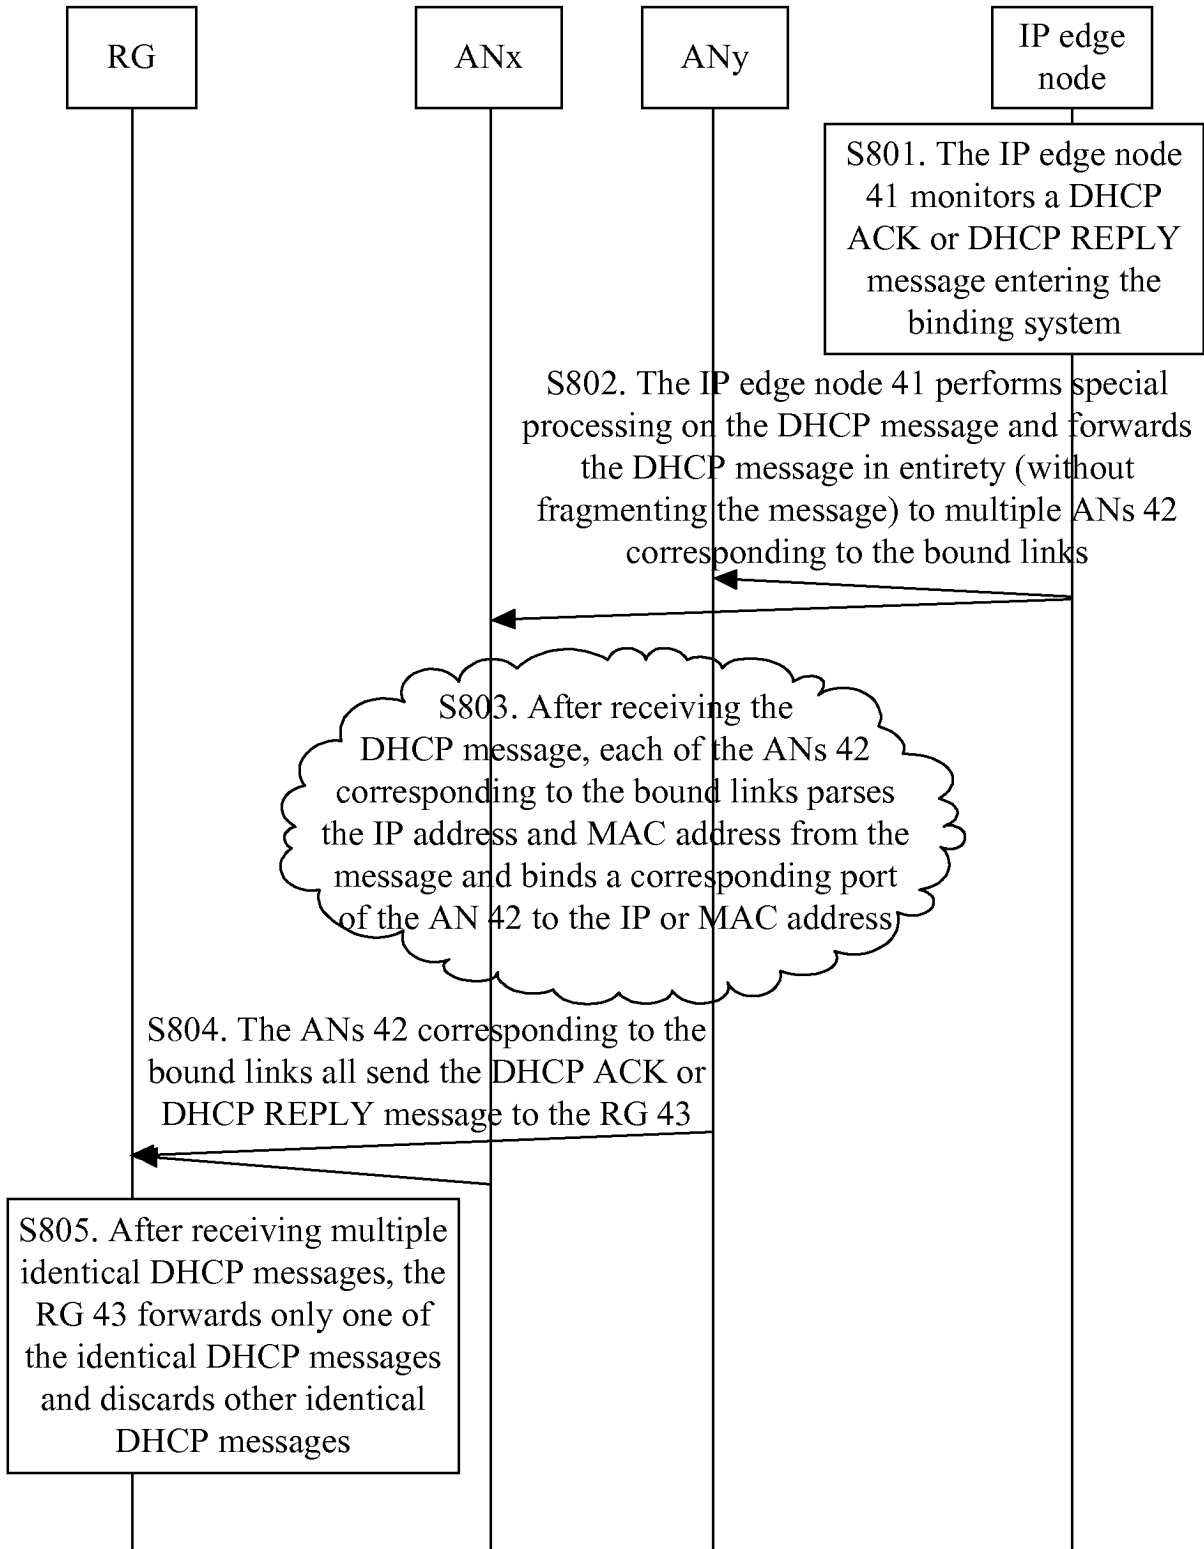 RG
ANx
ANy
IP edge
node
S801. The IP edge node
41 monitors a DHCP
ACK or DHCP REPLY
message entering the
binding system
S802. The IP edge node 41 performs special
processing on the DHCP message and forwards
the DHCP message in entirety (without
fragmenting the message) to multiple ANs 42
corresponding to the bound links
S803. After receiving the
DHCP message, each of the ANs 42
corresponding to the bound links parses
the IP address and MAC address from the
message and binds a corresponding port
of the AN 42 to the IP or MAC address
S804. The ANs 42 corresponding to the
bound links all send the DHCP ACK or
DHCP REPLY message to the RG 43
S805. After receiving multiple
identical DHCP messages, the
RG 43 forwards only one of
the identical DHCP messages
and discards other identical
DHCP messages